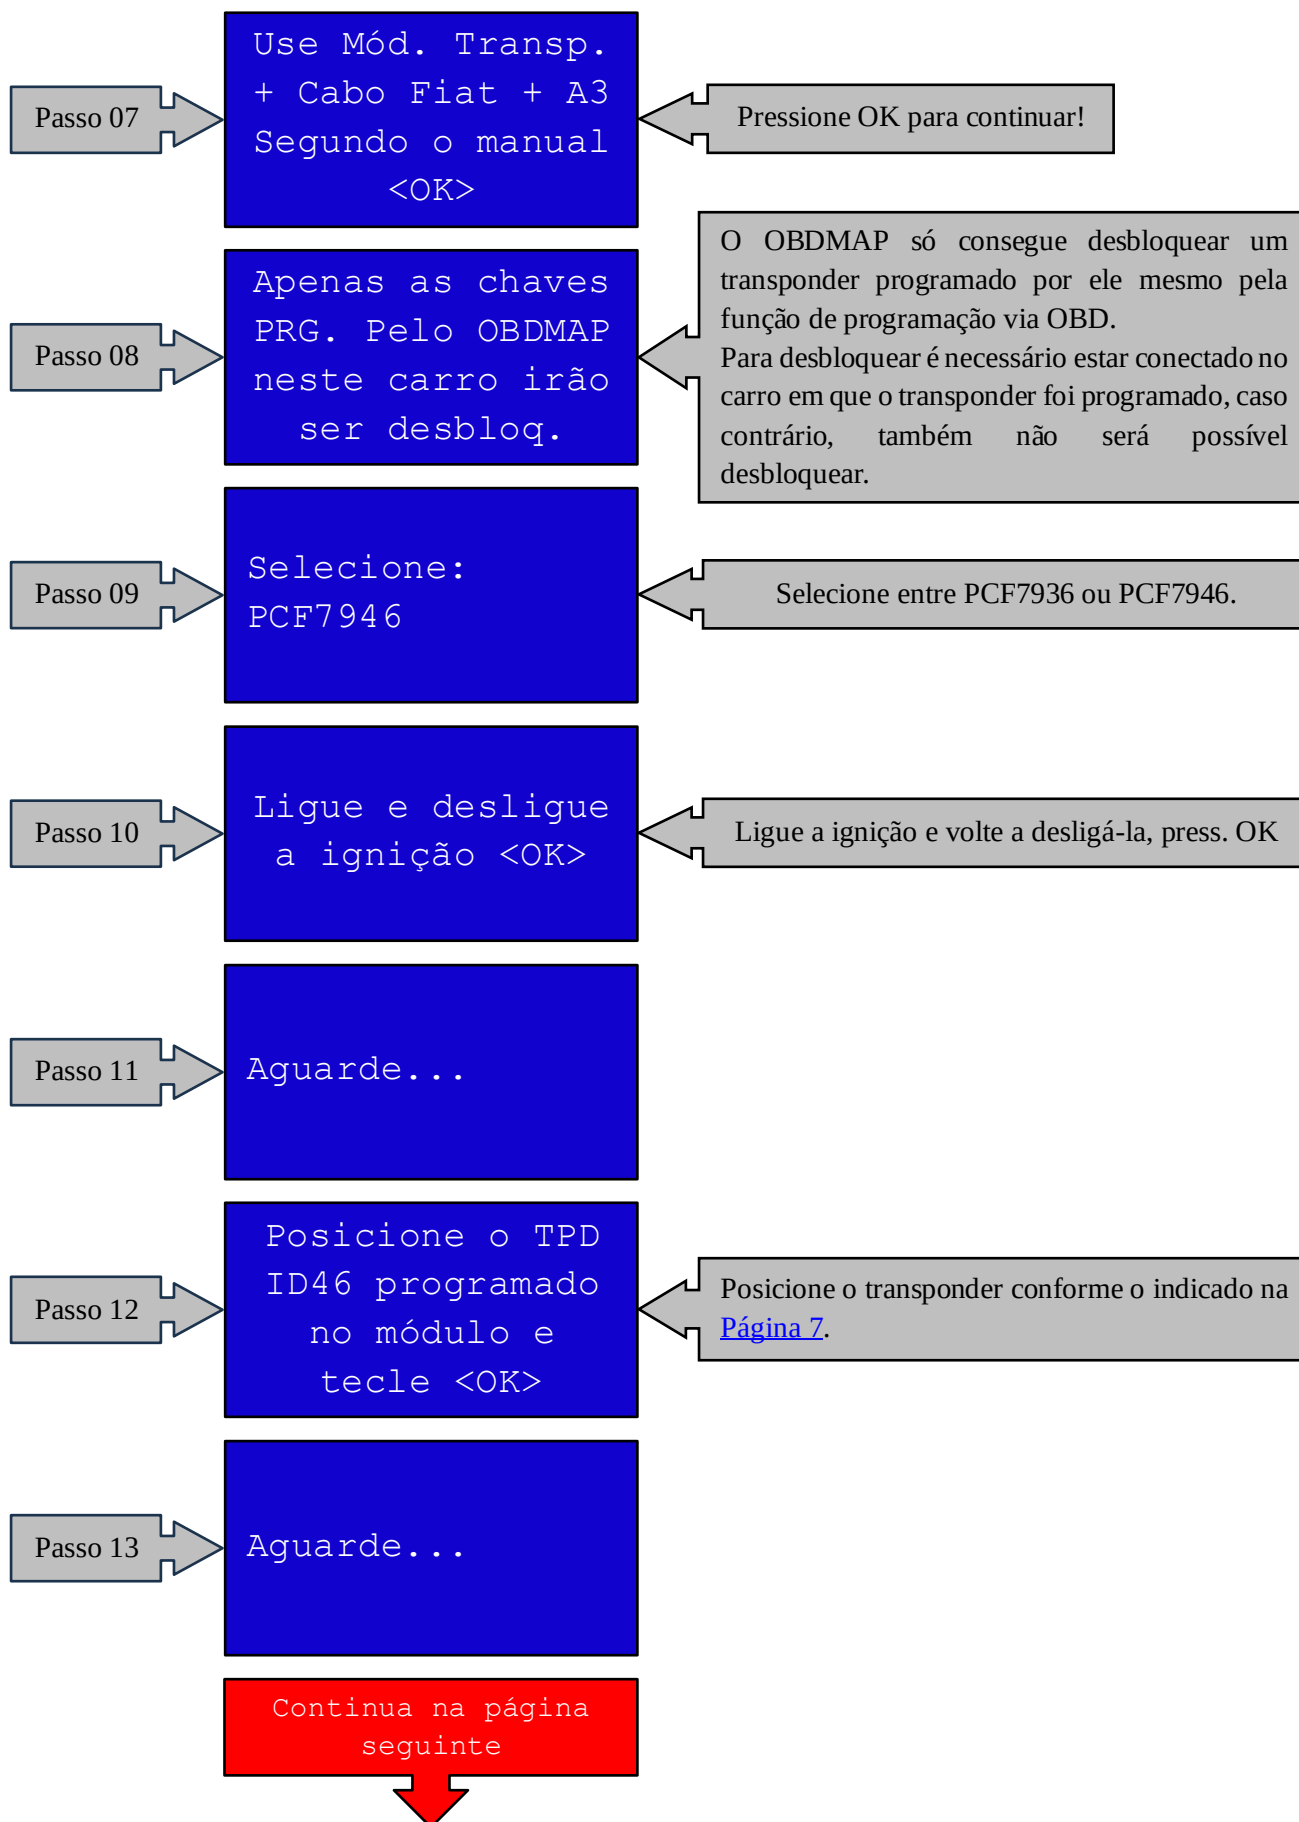 Passo 07
Use Mód. Transp.
+ Cabo Fiat + A3
Segundo o manual
<OK>
Pressione OK para continuar!
Passo 08
Apenas as chaves
PRG. Pelo OBDMAP
neste carro irão
ser desbloq.
O OBDMAP só consegue desbloquear um
transponder programado por ele mesmo pela
função de programação via OBD.
Para desbloquear é necessário estar conectado no
carro em que o transponder foi programado, caso
contrário, também não será possível
desbloquear.
Passo 09
Selecione:
PCF7946
Selecione entre PCF7936 ou PCF7946.
Passo 10
Ligue e desligue
a ignição <OK>
Ligue a ignição e volte a desligá-la, press. OK
Passo 11
Aguarde...
Passo 12
Posicione o TPD
ID46 programado
no módulo e
tecle <OK>
Posicione o transponder conforme o indicado na
Página 7.
Passo 13
Aguarde...
Continua na página
seguinte